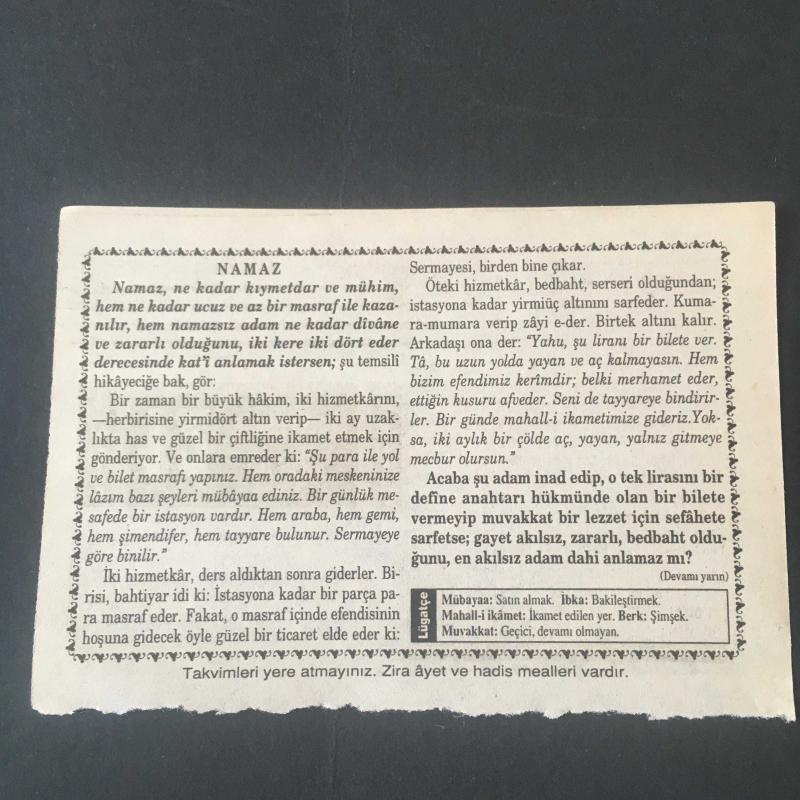 NAMAZ
Namaz, ne kadar kıymetdar ve mühim,
hem ne kadar ucuz ve az bir masraf ile kaza-
nılır, hem namazsız adam ne kadar dîvâne
ve zararlı olduğunu, iki kere iki dört eder
derecesinde kat'î anlamak istersen; şu temsilî
hikâyeciğe bak, gör:
Bir zaman bir büyük hâkim, iki hizmetkârını,
—herbirisine yirmidört altın verip— iki ay uzak-
lıkta has ve güzel bir çiftliğine ikamet etmek için
gönderiyor. Ve onlara emreder ki: "Şu para ile yol
ve bilet masrafı yapınız. Hem oradaki meskeninize
lâzım bazı şeyleri mübâyaa ediniz. Bir günlük me-
safede bir istasyon vardır. Hem araba, hem gemi,
hem şimendifer, hem tayyare bulunur. Sermayeye
göre binilir."
İki hizmetkâr, ders aldıktan sonra giderler. Bi-
risi, bahtiyar idi ki: İstasyona kadar bir parça pa-
ra masraf eder. Fakat, o masraf içinde efendisinin
hoşuna gidecek öyle güzel bir ticaret elde eder ki:
Sermayesi, birden bine çıkar.
Öteki hizmetkâr, bedbaht, serseri olduğundan;
istasyona kadar yirmiüç altınını sarfeder. Kuma-
ra-mumara verip zâyi e-der. Birtek altını kalır.
Arkadaşı ona der: "Yahu, şu liranı bir bilete ver.
Tâ, bu uzun yolda yayan ve aç kalmayasın. Hem
bizim efendimiz kerîmdir; belki merhamet eder,
ettiğin kusuru afveder. Seni de tayyareye bindirir-
ler. Bir günde mahall-i ikametimize gideriz.Yok-
sa, iki aylık bir çölde aç, yayan, yalnız gitmeye
mecbur olursun."
Acaba şu adam inad edip, o tek lirasını bir
define anahtarı hükmünde olan bir bilete
vermeyip muvakkat bir lezzet için sefâhete
sarfetse; gayet akılsız, zararlı, bedbaht oldu-
ğunu, en akılsız adam dahi anlamaz mı?
(Devamı yarın)
Lûgatçe
Mübayaa: Satın almak. İbka: Bakileştirmek.
Mahall-i ikâmet: İkamet edilen yer. Berk: Şimşek.
Muvakkat: Geçici, devamı olmayan.
Takvimleri yere atmayınız. Zira âyet ve hadis mealleri vardır.